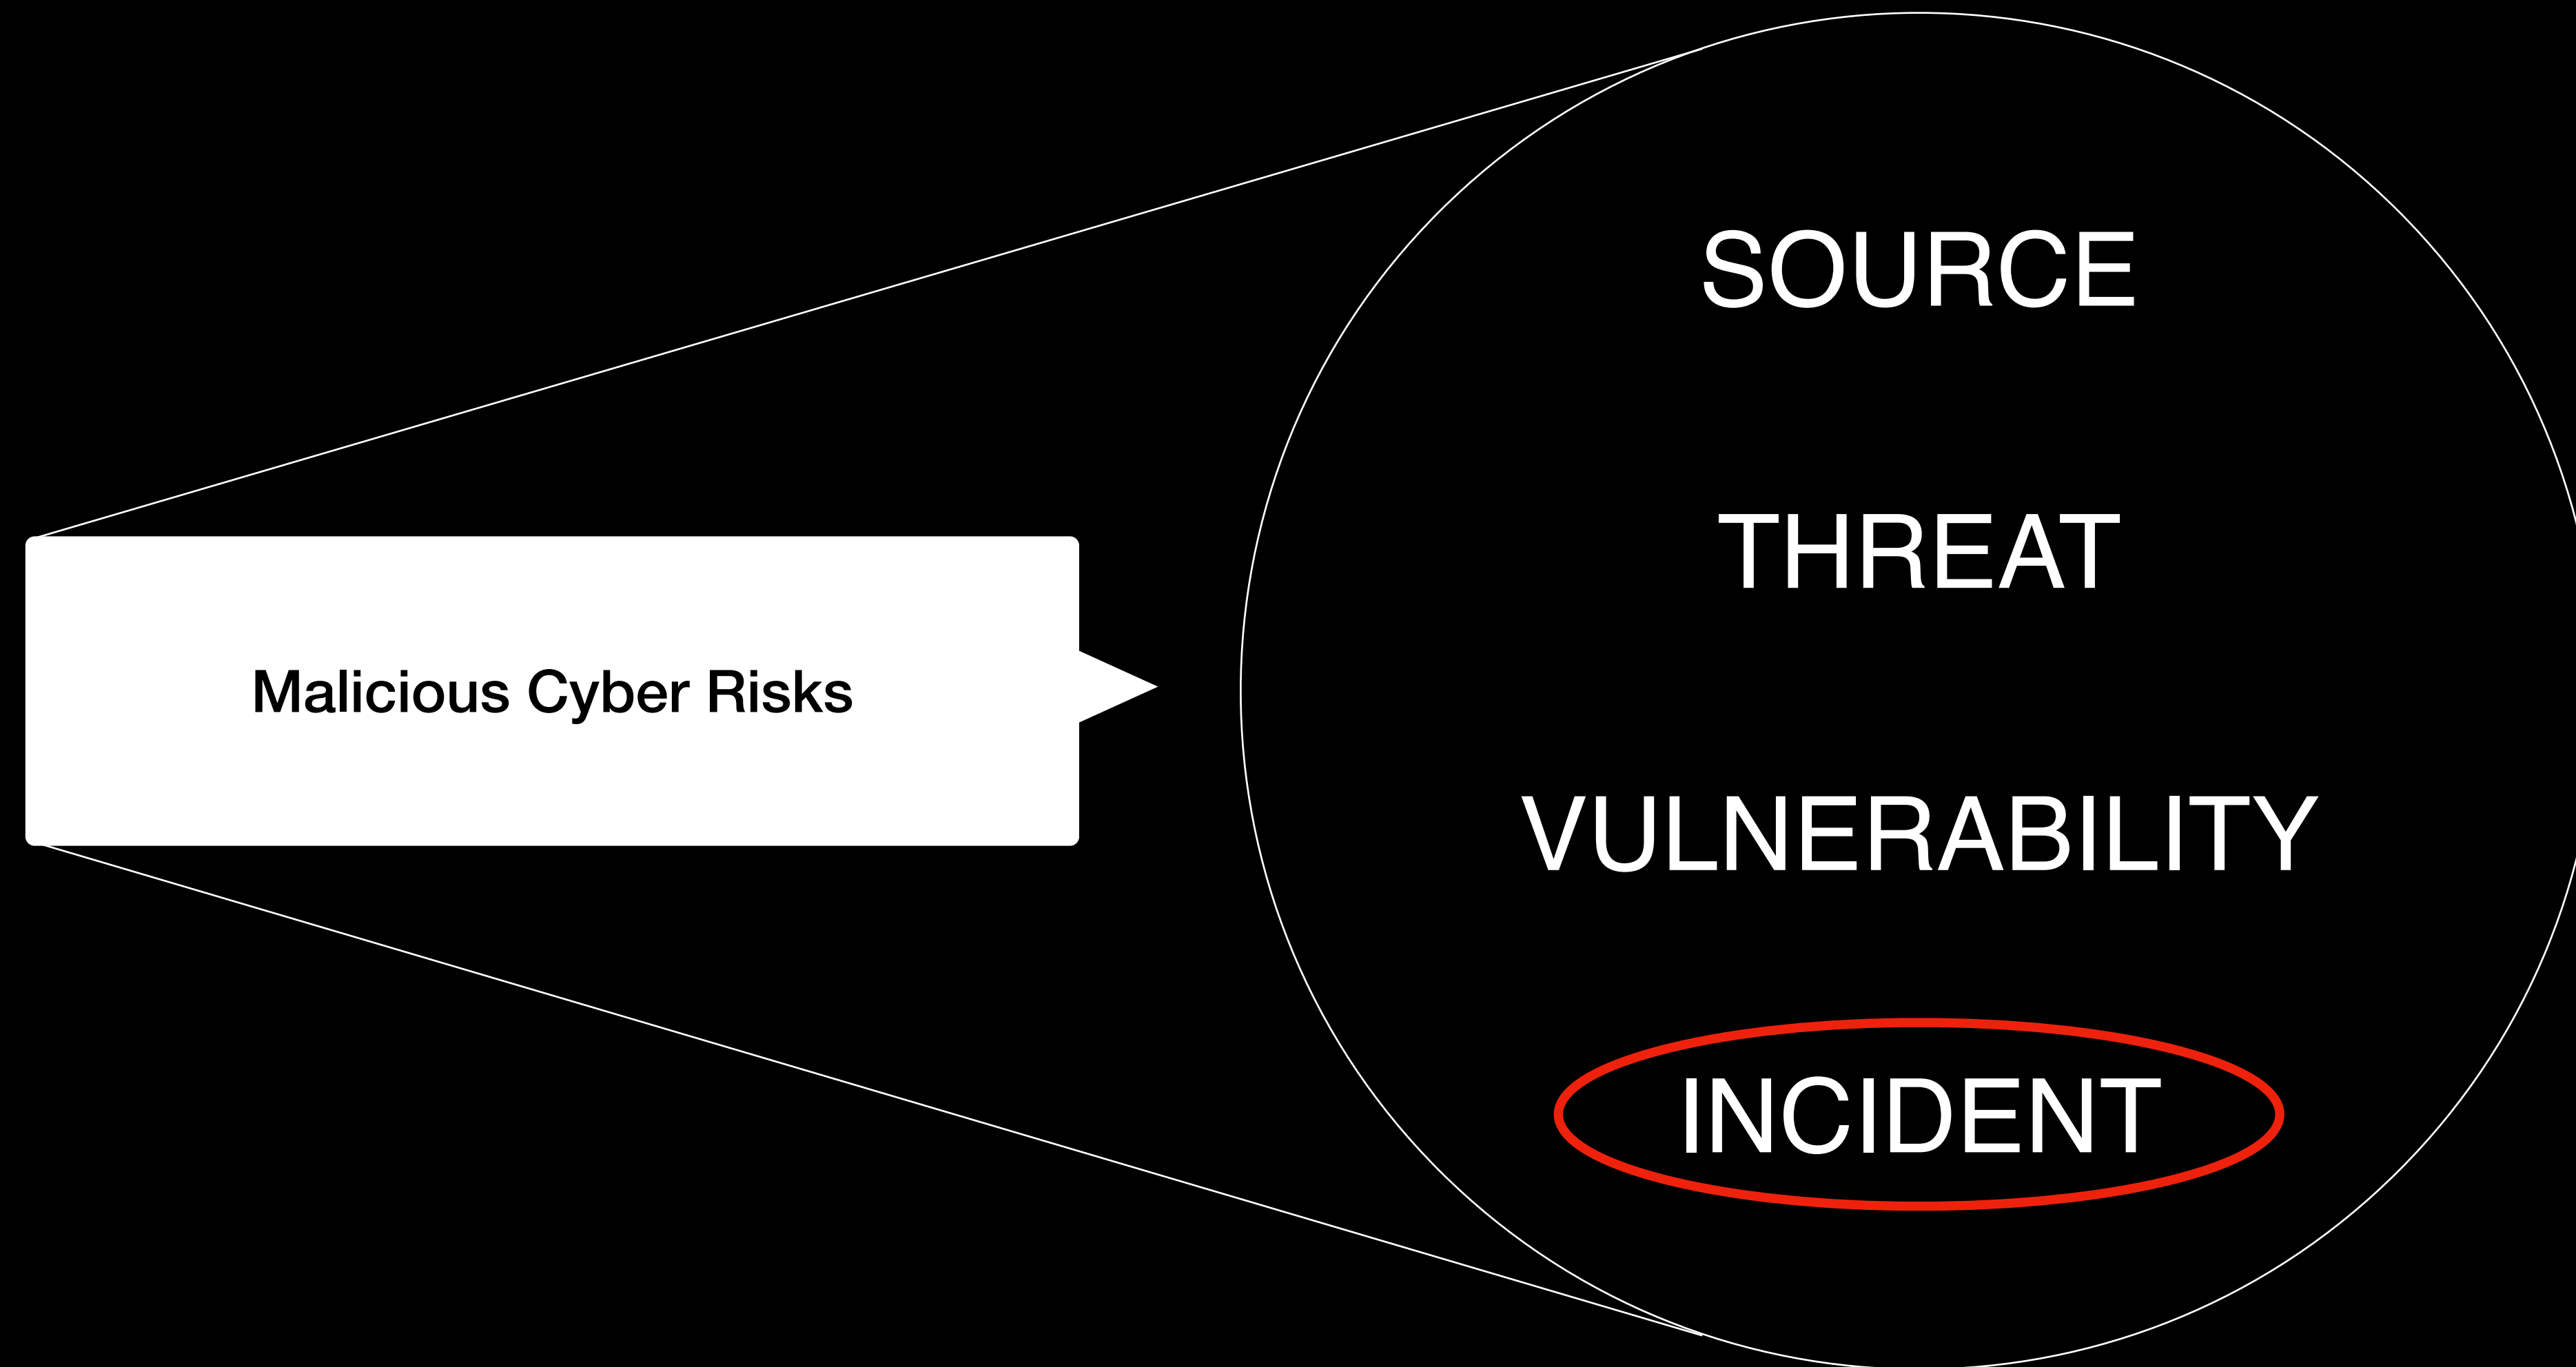 Malicious Cyber Risks
SOURCE
THREAT
VULNERABILITY
INCIDENT